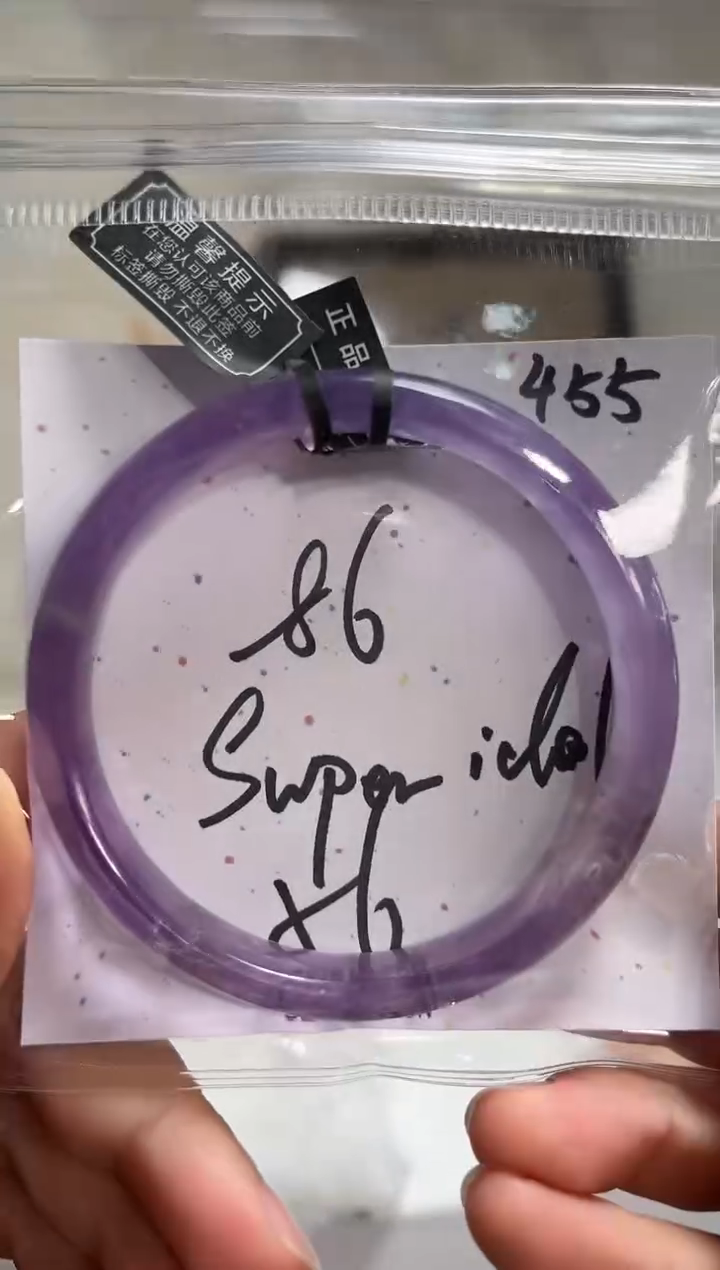 温馨提示
在您认可该商品前
请勿撕毁此签
标签撕毁 不退不换
正品
455
86
Super idol
x6